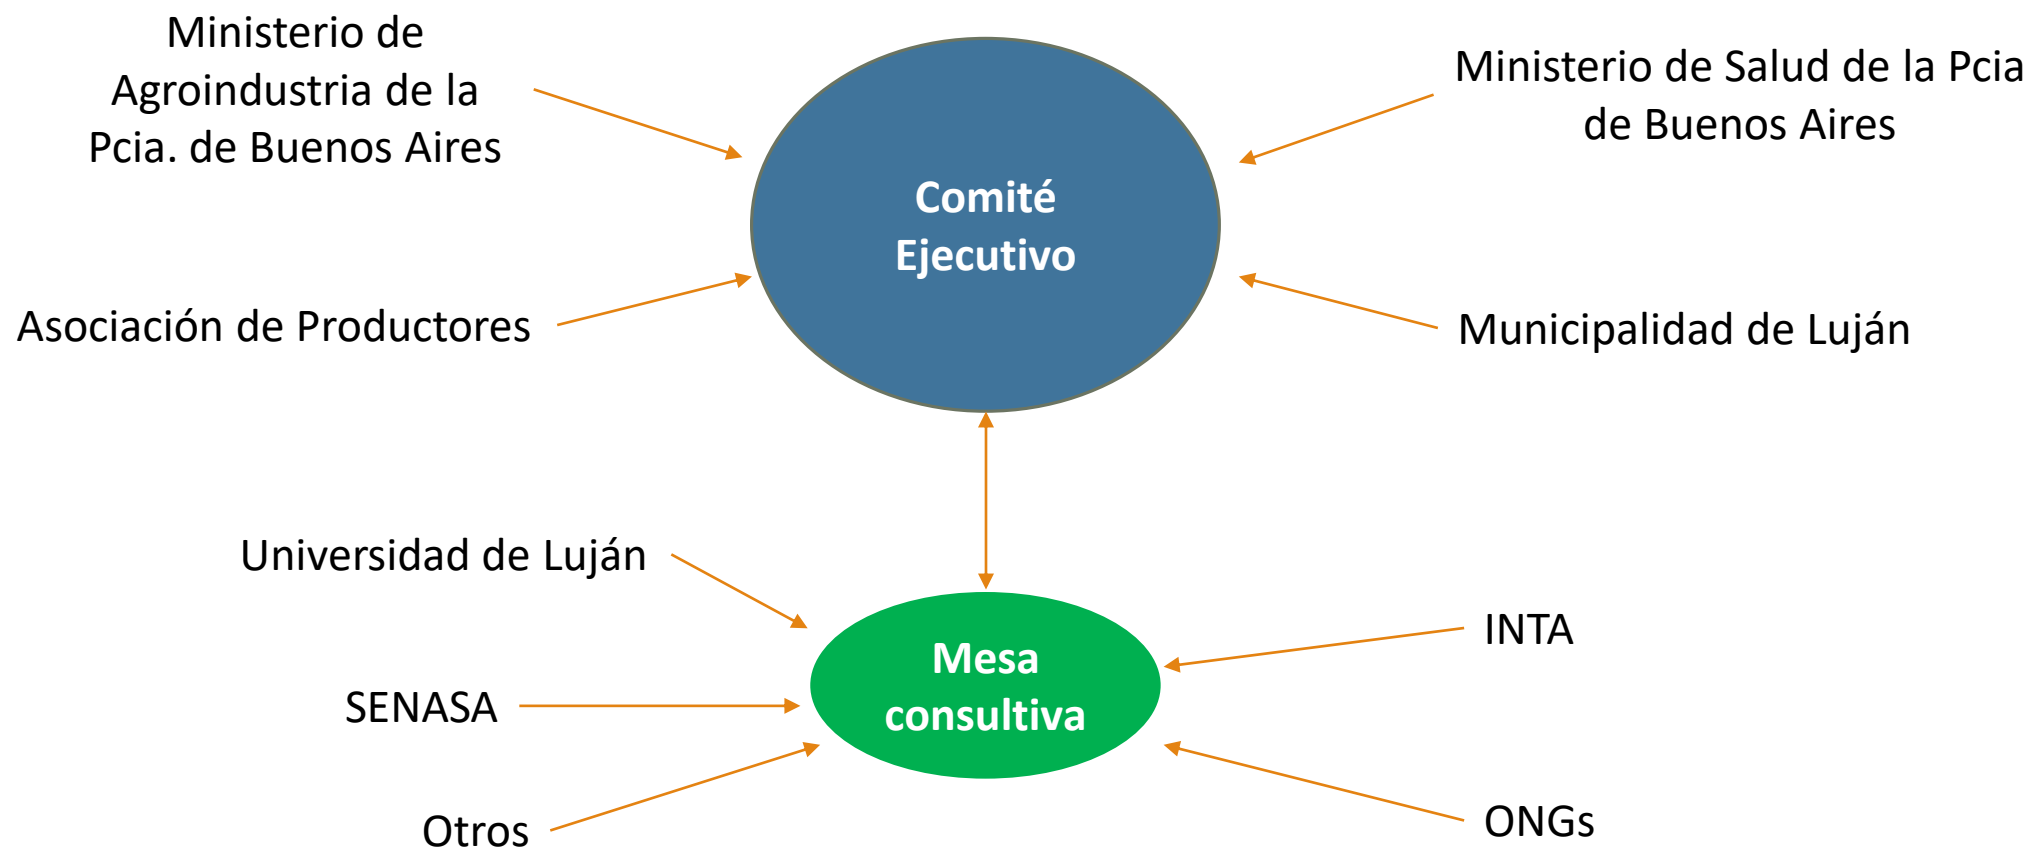 Ministerio de
Agroindustria de la
Pcia. de Buenos Aires
Ministerio de Salud de la Pcia
de Buenos Aires
Comité
Ejecutivo
Asociación de Productores
Municipalidad de Luján
Universidad de Luján
INTA
Mesa
consultiva
SENASA
Otros
ONGs